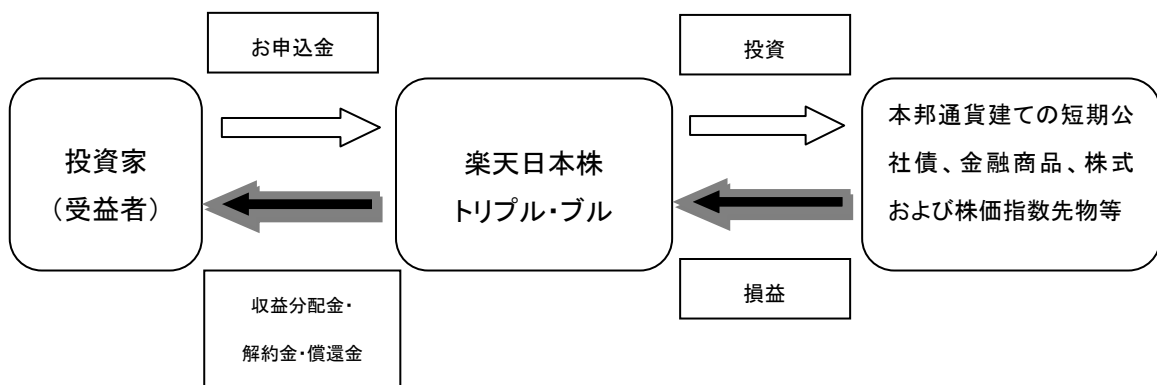 お申込金
投資
投資家
（受益者）
楽天日本株
トリプル・ブル
本邦通貨建ての短期公
社債、金融商品、株式
および株価指数先物等
収益分配金・
解約金・償還金
損益